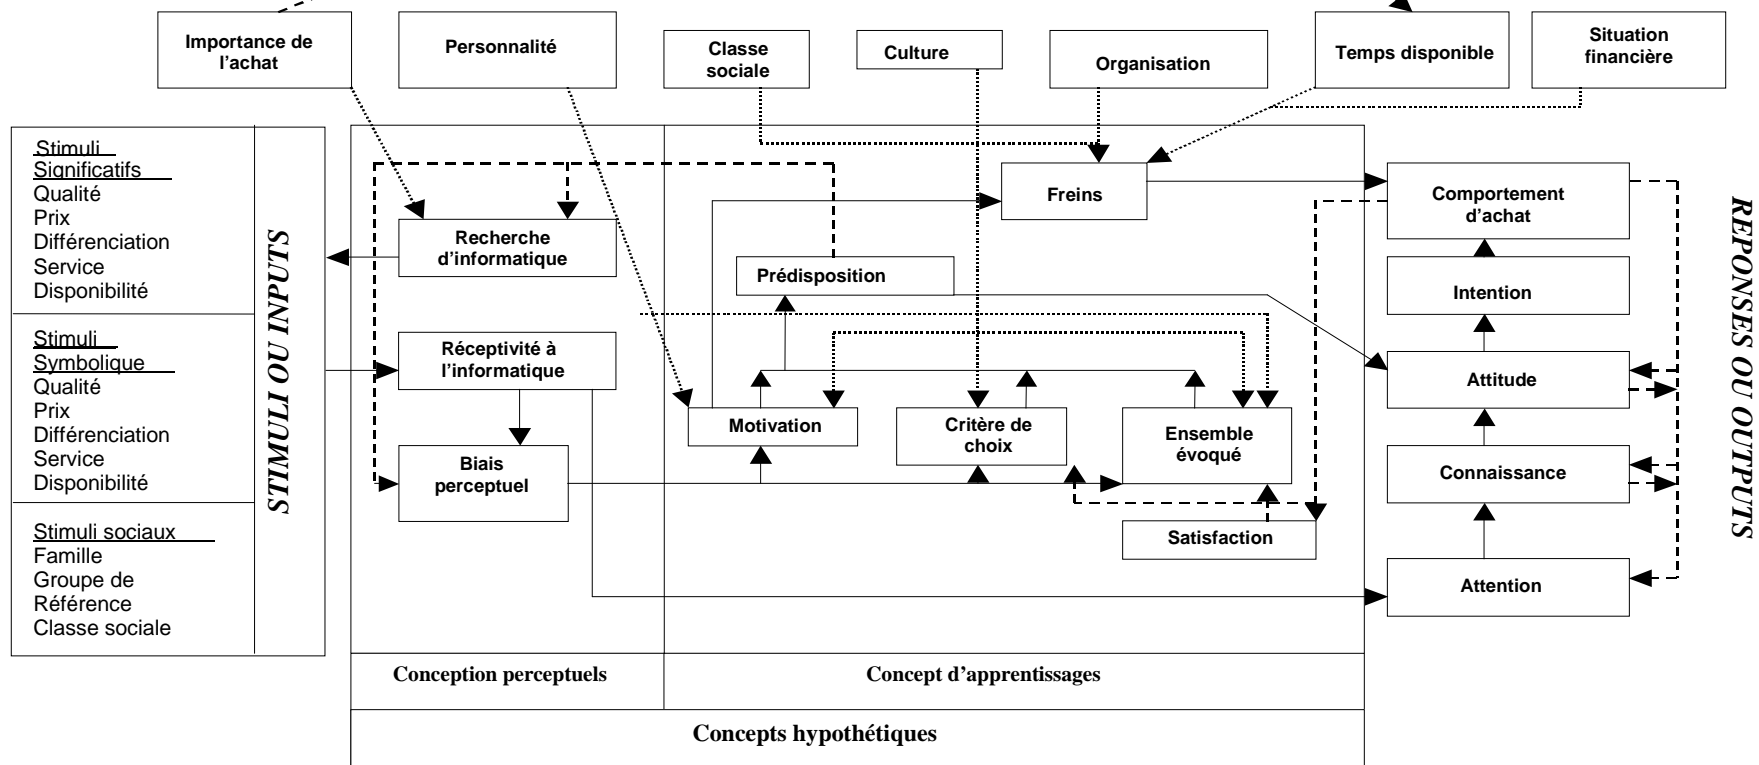 Importance de
l'achat
Personnalité
Classe
sociale
Culture
Organisation
Temps disponible
Situation
financière
Stimuli
Significatifs
Qualité
Prix
Différenciation
Service
Disponibilité
Stimuli
Symbolique
Qualité
Prix
Différenciation
Service
Disponibilité
Stimuli sociaux
Famille
Groupe de
Référence
Classe sociale
STIMULI OU INPUTS
Recherche
d'informatique
Réceptivité à
l'informatique
Biais
perceptuel
Freins
Prédisposition
Motivation
Critère de
choix
Ensemble
évoqué
Satisfaction
Comportement
d'achat
Intention
Attitude
Connaissance
Attention
REPONSES OU OUTPUTS
Conception perceptuels
Concept d'apprentissages
Concepts hypothétiques